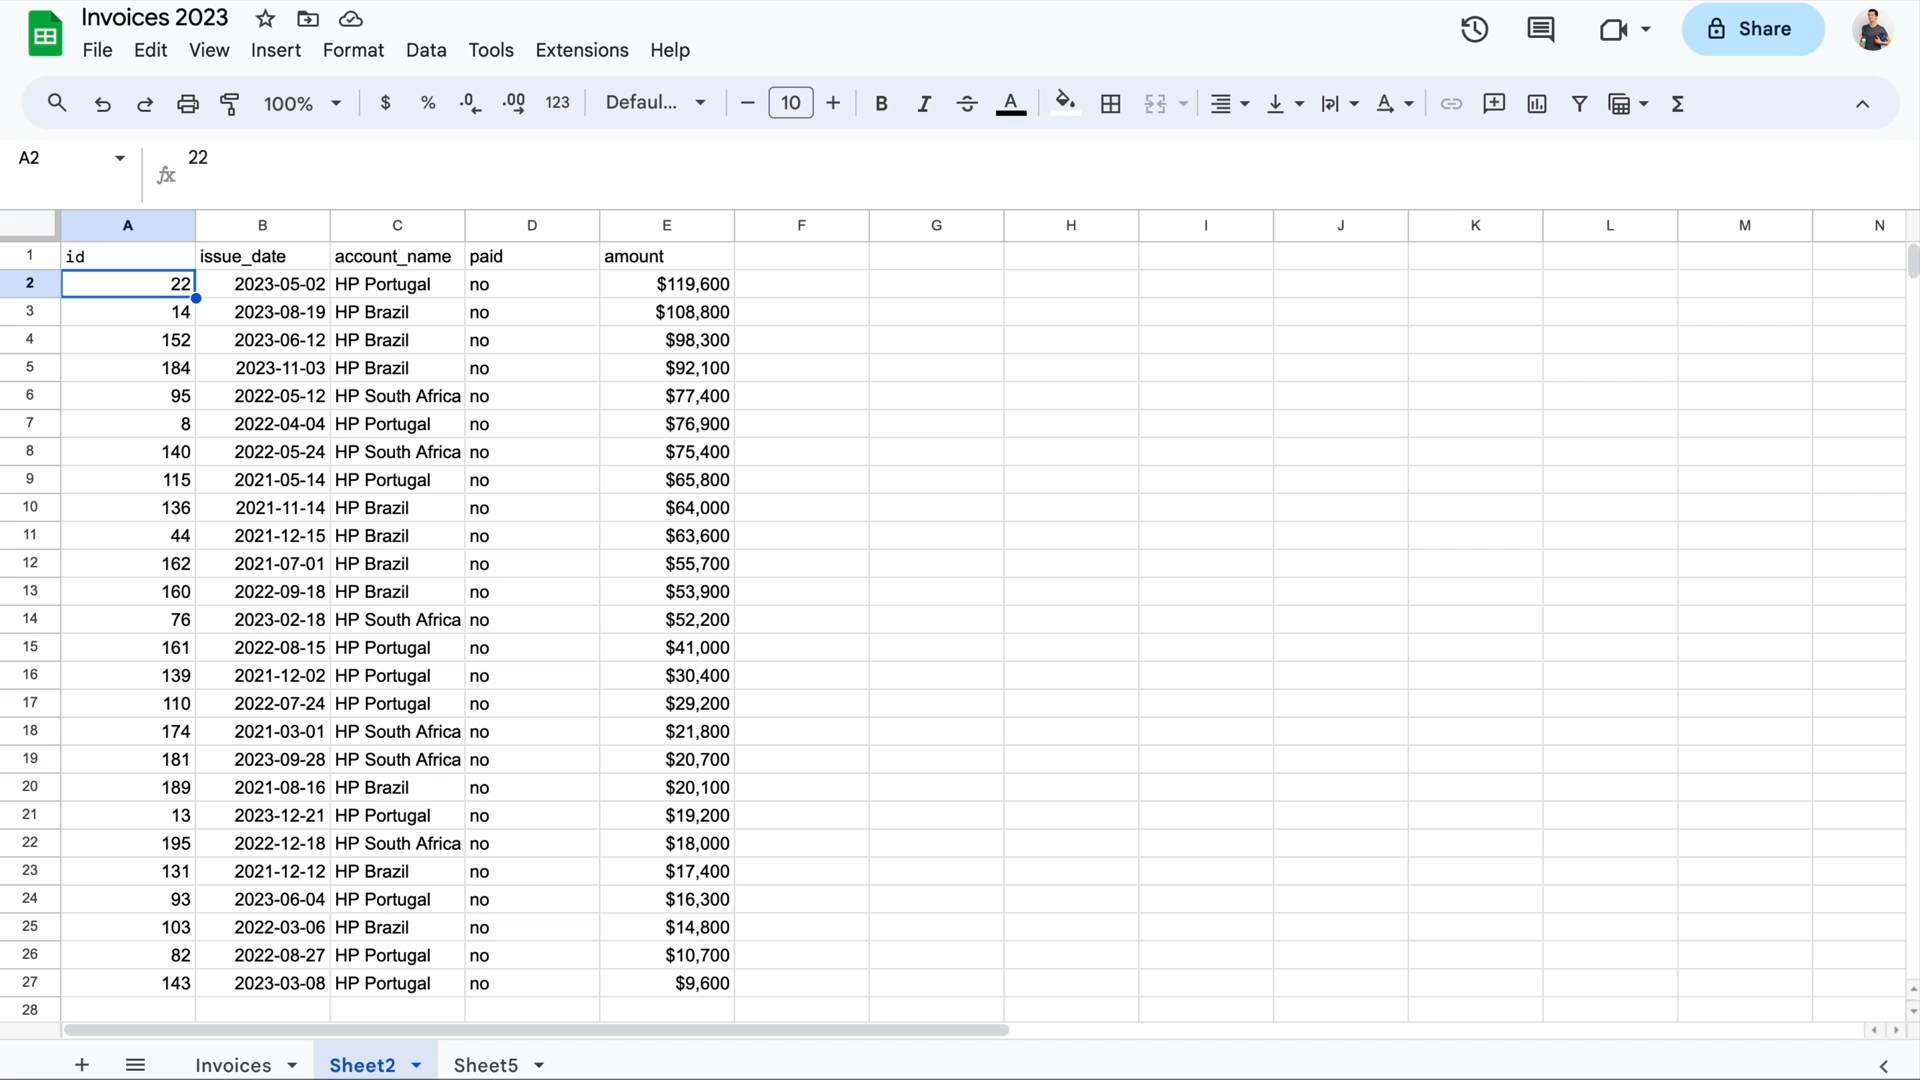 Invoices 2023
File Edit View Insert Format Data Tools Extensions Help
Share
100% $ % .0 .00 123 Defaul... 10 B I A
A2 22
fx
A B C D E F G H I J K L M N
1 id issue_date account_name paid amount
2 22 2023-05-02 HP Portugal no $119,600
3 14 2023-08-19 HP Brazil no $108,800
4 152 2023-06-12 HP Brazil no $98,300
5 184 2023-11-03 HP Brazil no $92,100
6 95 2022-05-12 HP South Africa no $77,400
7 8 2022-04-04 HP Portugal no $76,900
8 140 2022-05-24 HP South Africa no $75,400
9 115 2021-05-14 HP Portugal no $65,800
10 136 2021-11-14 HP Brazil no $64,000
11 44 2021-12-15 HP Brazil no $63,600
12 162 2021-07-01 HP Brazil no $55,700
13 160 2022-09-18 HP Brazil no $53,900
14 76 2023-02-18 HP South Africa no $52,200
15 161 2022-08-15 HP Portugal no $41,000
16 139 2021-12-02 HP Portugal no $30,400
17 110 2022-07-24 HP Portugal no $29,200
18 174 2021-03-01 HP South Africa no $21,800
19 181 2023-09-28 HP South Africa no $20,700
20 189 2021-08-16 HP Brazil no $20,100
21 13 2023-12-21 HP Portugal no $19,200
22 195 2022-12-18 HP South Africa no $18,000
23 131 2021-12-12 HP Brazil no $17,400
24 93 2023-06-04 HP Portugal no $16,300
25 103 2022-03-06 HP Brazil no $14,800
26 82 2022-08-27 HP Portugal no $10,700
27 143 2023-03-08 HP Portugal no $9,600
28
Invoices Sheet2 Sheet5